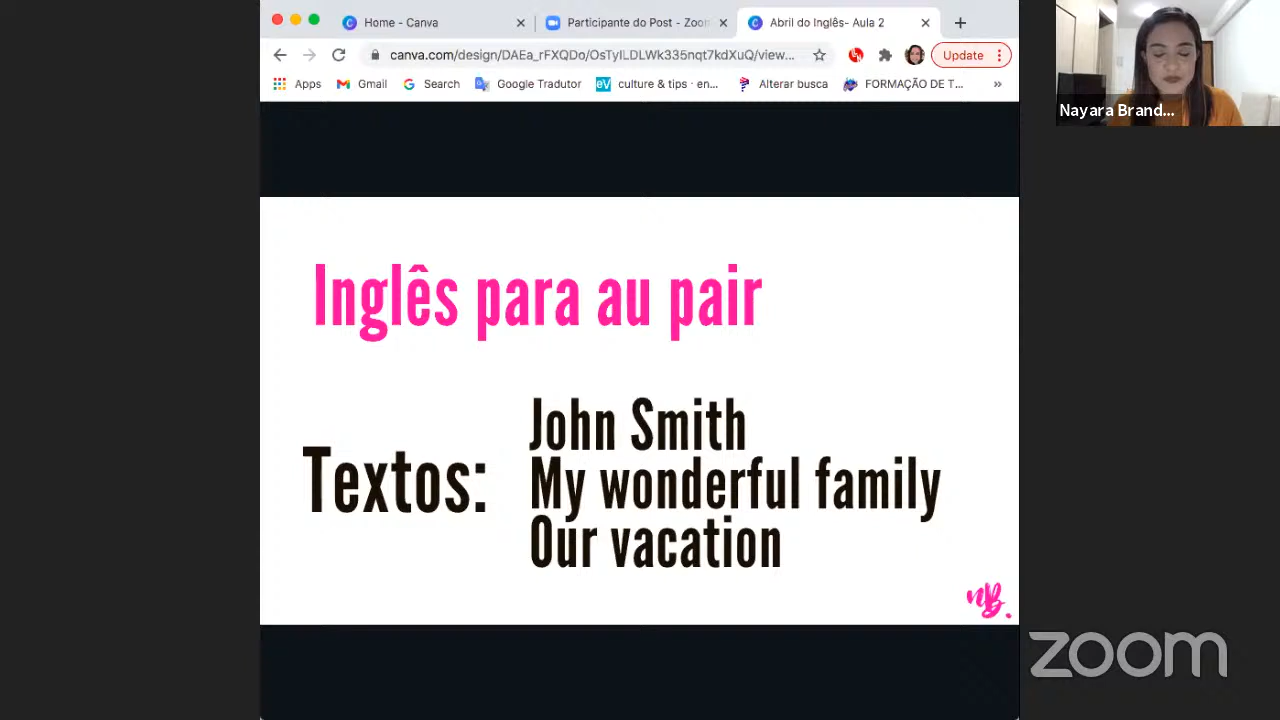 Home - Canva
Participante do Post - Zoom
Abril do Inglês- Aula 2
canva.com/design/DAEa_rFXQDo/OsTyILDLWk335nqt7kdXuQ/view...
Update
Apps
Gmail
Search
Google Tradutor
eV
culture & tips · en...
Alterar busca
FORMAÇÃO DE T...
»
Nayara Brand...
Inglês para au pair
Textos:
John Smith
My wonderful family
Our vacation
nB.
zoom